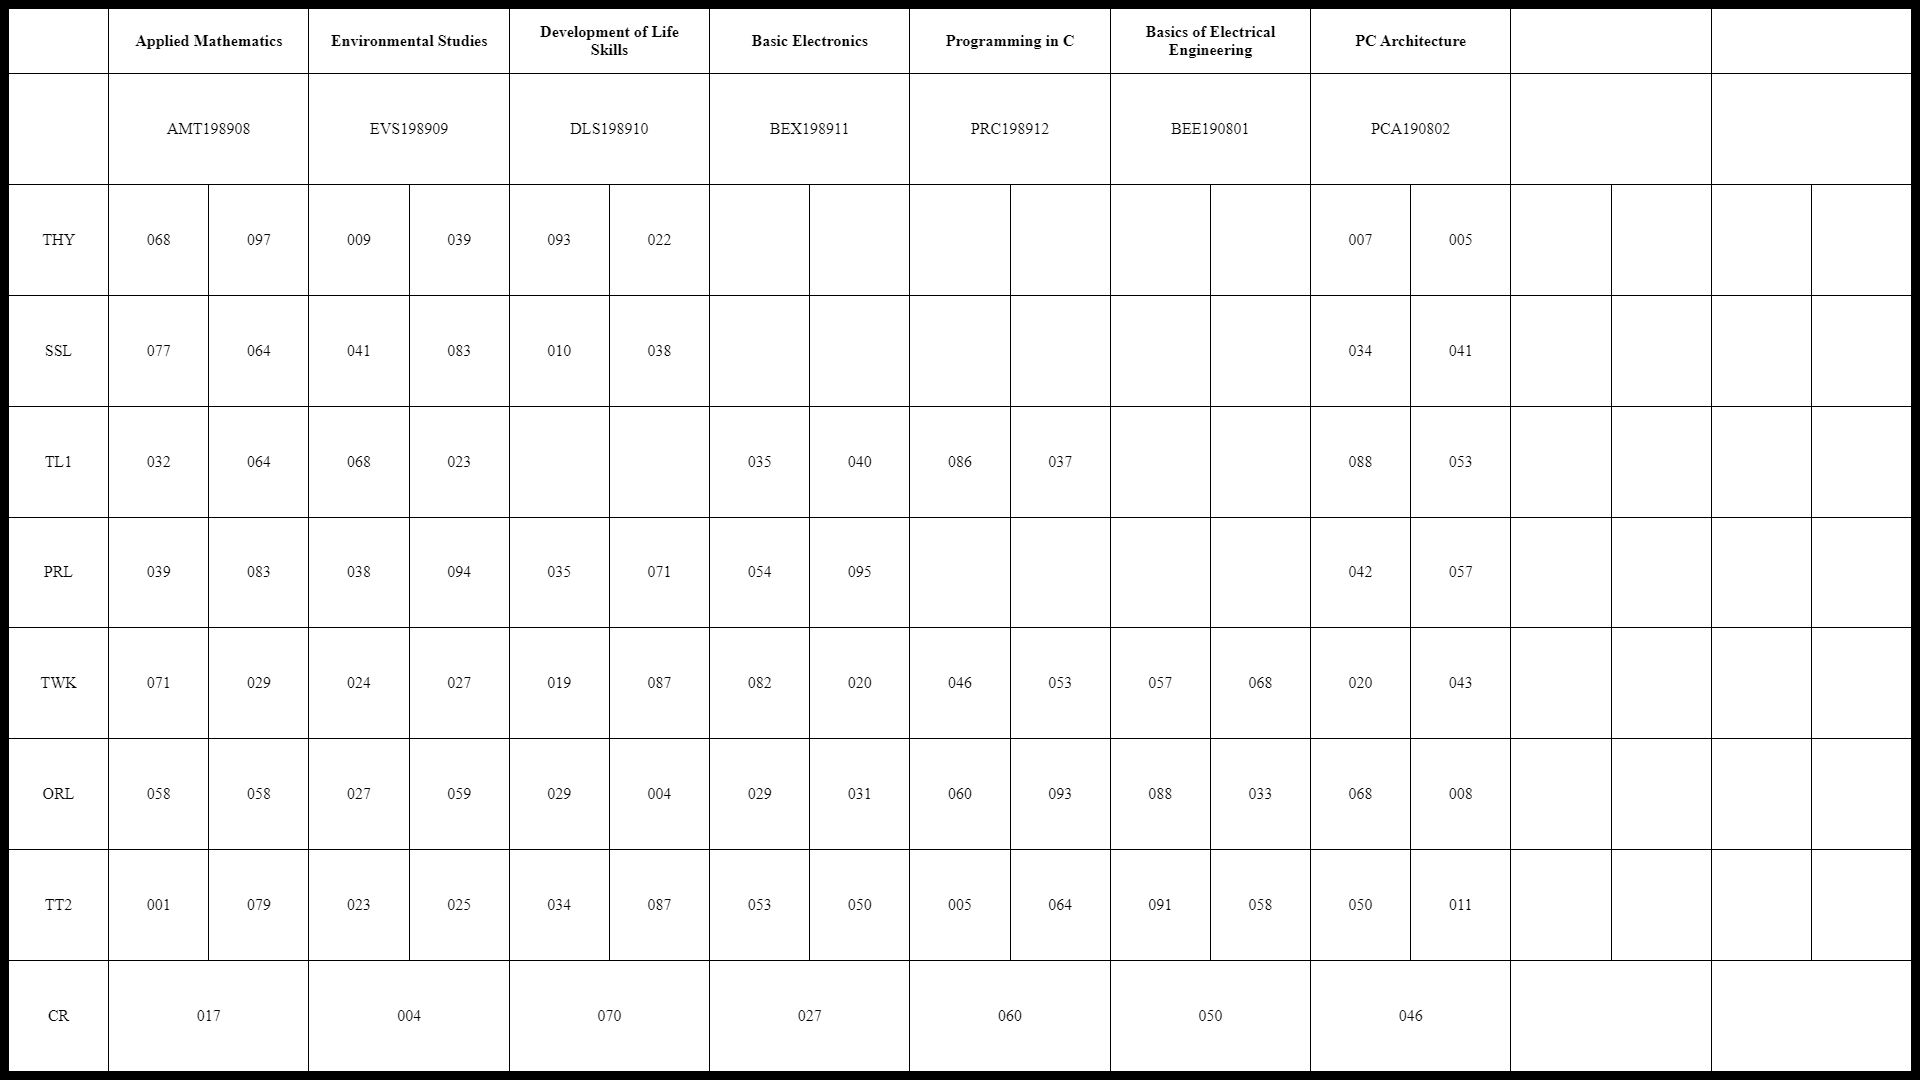 Applied Mathematics Environmental Studies Development of Life Skills Basic Electronics Programming in C Basics of Electrical Engineering PC Architecture
AMT198908 EVS198909 DLS198910 BEX198911 PRC198912 BEE190801 PCA190802
THY 068 097 009 039 093 022 007 005
SSL 077 064 041 083 010 038 034 041
TL1 032 064 068 023 035 040 086 037 088 053
PRL 039 083 038 094 035 071 054 095 042 057
TWK 071 029 024 027 019 087 082 020 046 053 057 068 020 043
ORL 058 058 027 059 029 004 029 031 060 093 088 033 068 008
TT2 001 079 023 025 034 087 053 050 005 064 091 058 050 011
CR 017 004 070 027 060 050 046